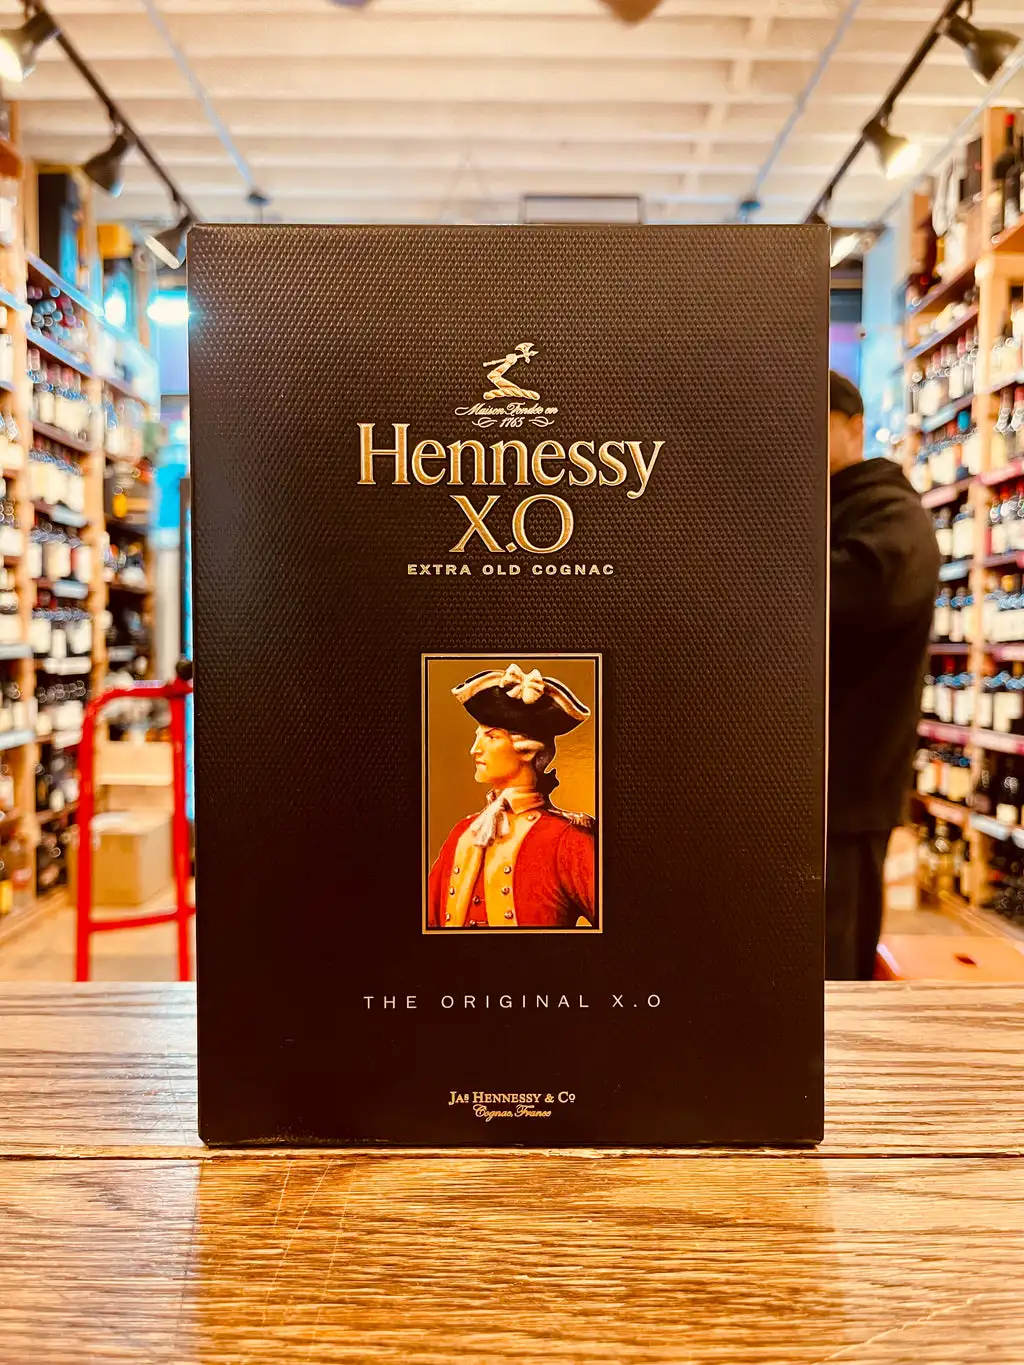 Maison Fondée en
1765
Hennessy
X.O
EXTRA OLD COGNAC
THE ORIGINAL X.O
JAS HENNESSY & CO
Cognac, France